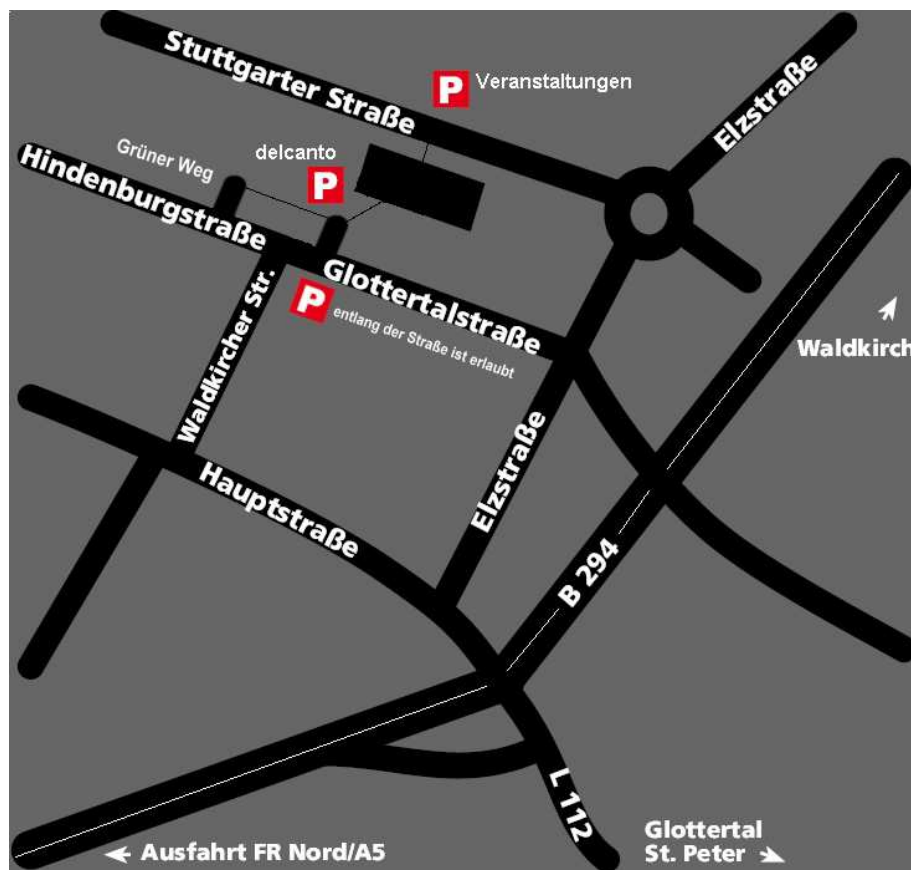 Stuttgarter Straße
P Veranstaltungen
Elzstraße
Grüner Weg
delcanto
P
Hindenburgstraße
Glottertalstraße
P entlang der Straße ist erlaubt
Waldkircher Str.
Waldkirch
Hauptstraße
Elzstraße
B 294
L 112
Ausfahrt FR Nord/A5
Glottertal
St. Peter